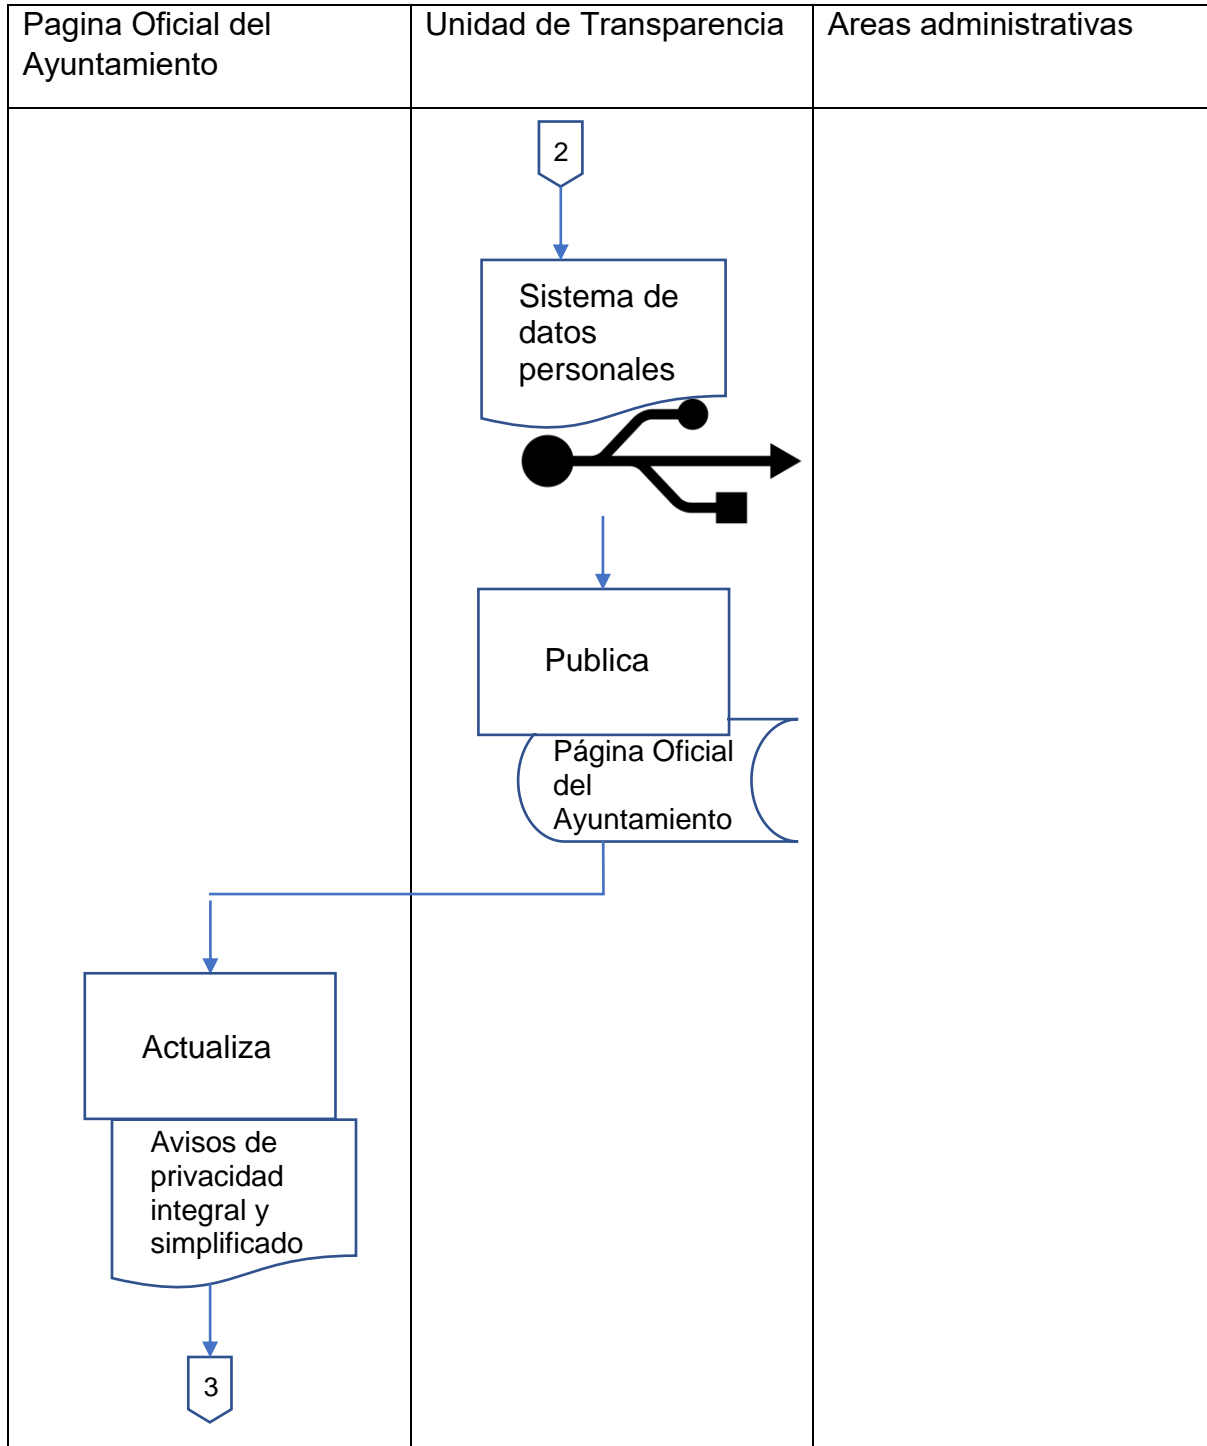 Pagina Oficial del
Ayuntamiento
Unidad de Transparencia
Areas administrativas
2
Sistema de
datos
personales
Publica
Página Oficial
del
Ayuntamiento
Actualiza
Avisos de
privacidad
integral y
simplificado
3